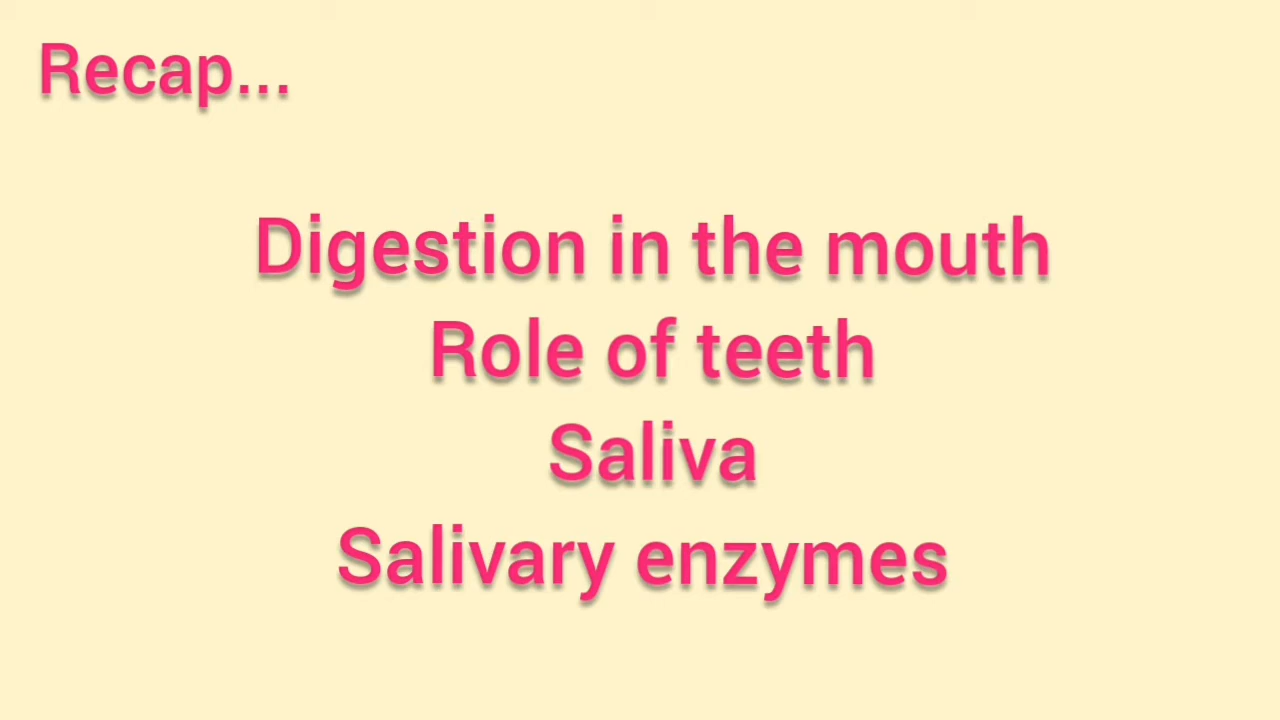 Recap...
Digestion in the mouth
Role of teeth
Saliva
Salivary enzymes